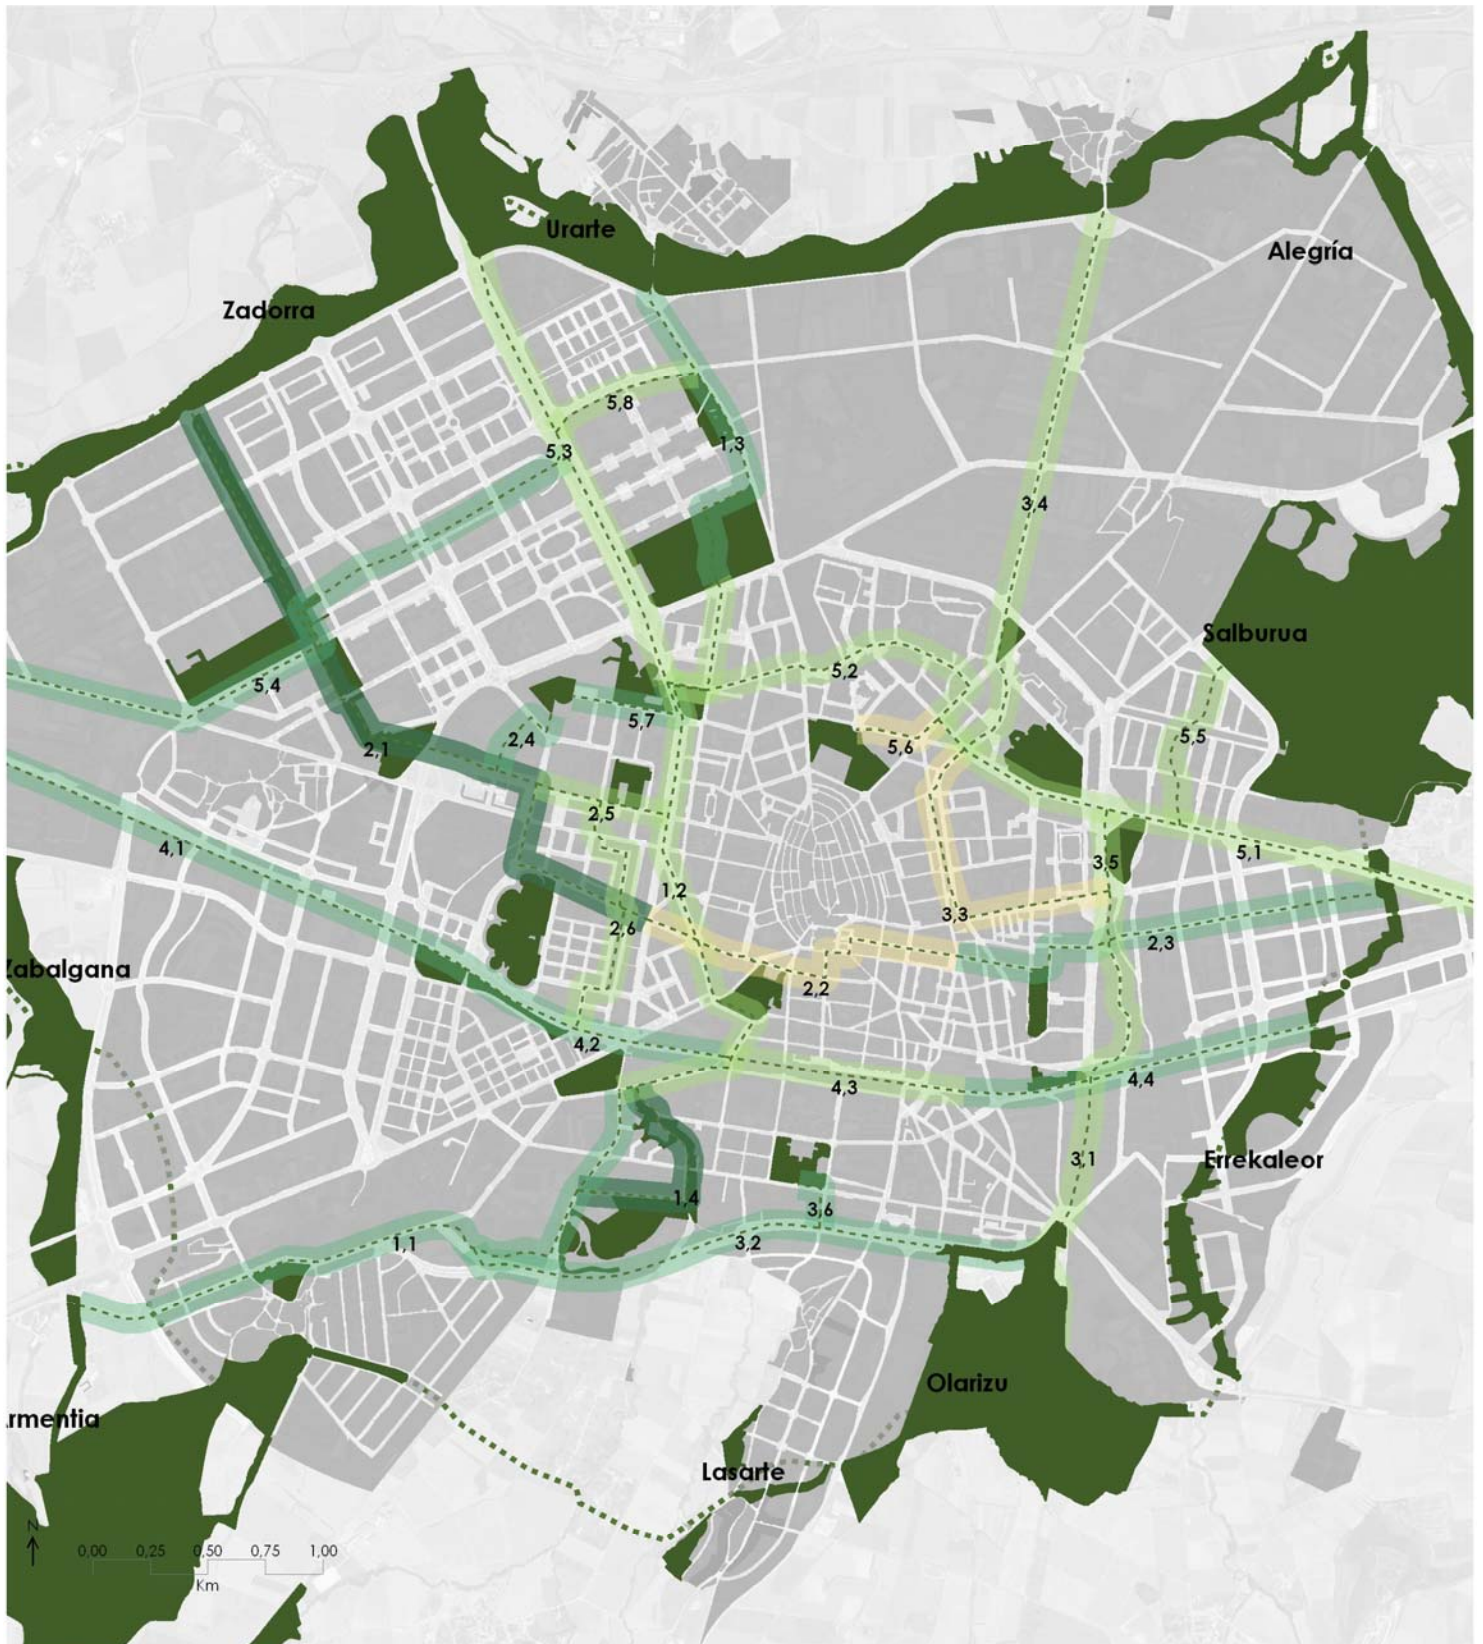 Urarte
Alegría
Zadorra
5,8
5,3
1,3
3,4
Salburua
5,2
5,4
5,7
2,4
2,1
5,6
5,5
2,5
4,1
5,1
3,5
1,2
3,3
2,6
2,3
Zabalgana
2,2
4,2
4,4
4,3
3,1
Errekaleor
1,4
3,6
1,1
3,2
Olarizu
rmentia
Lasarte
N
0,00 0,25 0,50 0,75 1,00
Km